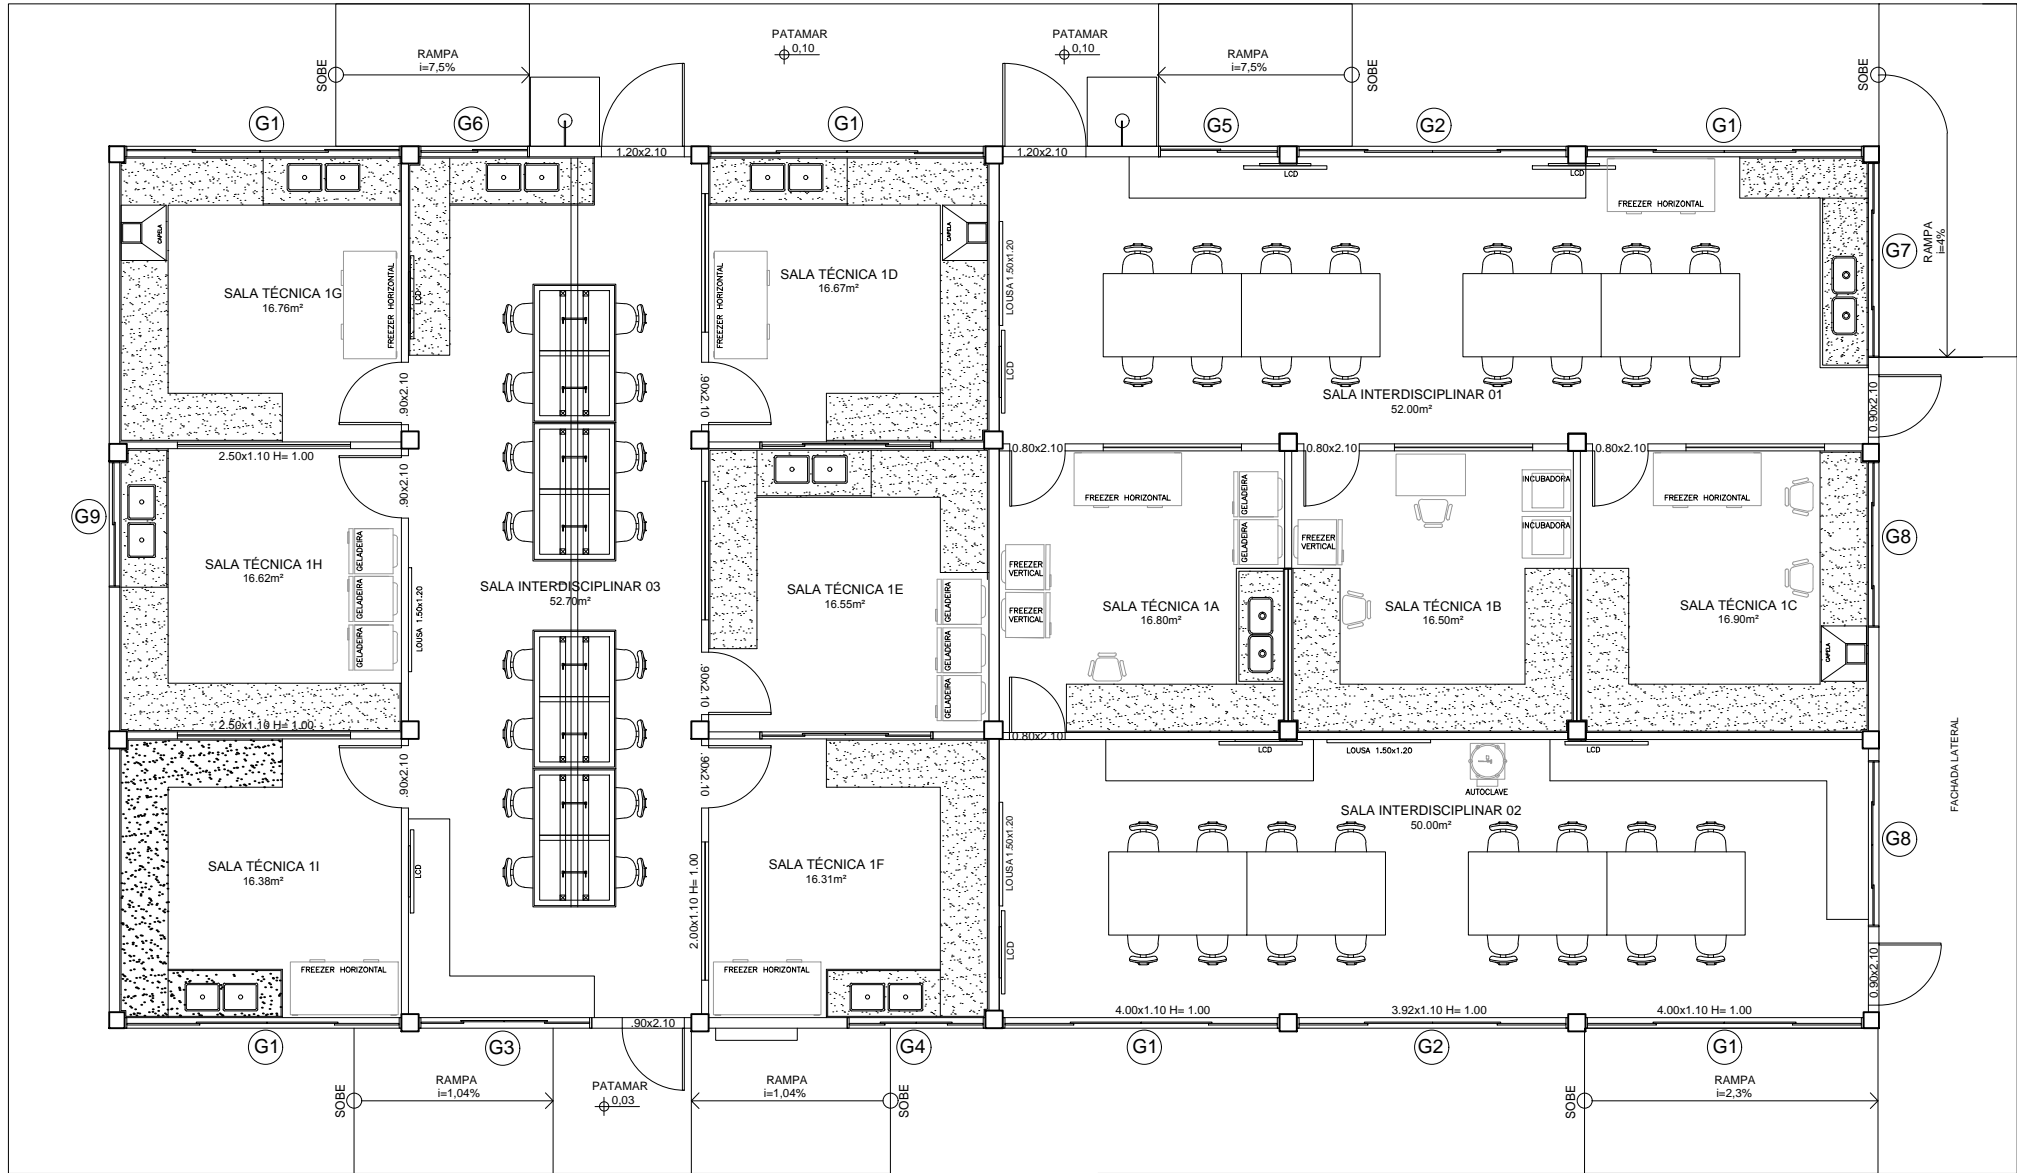 PATAMAR
0,10
PATAMAR
0,10
RAMPA
i=7,5%
RAMPA
i=7,5%
SOBE
SOBE
SOBE
G1
G6
G1
G5
G2
G1
1.20x2.10
1.20x2.10
LCD
LCD
FREEZER HORIZONTAL
CAPELA
CAPELA
SALA TÉCNICA 1G
16.76m²
FREEZER HORIZONTAL
LCD
FREEZER HORIZONTAL
SALA TÉCNICA 1D
16.67m²
LOUSA 1.50x1.20
LCD
G7
RAMPA
i=4%
SALA INTERDISCIPLINAR 01
52.00m²
.90x2.10
.90x2.10
0.90x2.10
2.50x1.10 H= 1.00
.90x2.10
0.80x2.10
0.80x2.10
0.80x2.10
FREEZER HORIZONTAL
GELADEIRA
GELADEIRA
INCUBADORA
INCUBADORA
FREEZER HORIZONTAL
G9
G8
SALA TÉCNICA 1H
16.62m²
GELADEIRA
GELADEIRA
GELADEIRA
LOUSA 1.50x1.20
SALA INTERDISCIPLINAR 03
52.70m²
SALA TÉCNICA 1E
16.55m²
GELADEIRA
GELADEIRA
GELADEIRA
FREEZER
VERTICAL
FREEZER
VERTICAL
FREEZER
VERTICAL
SALA TÉCNICA 1A
16.80m²
SALA TÉCNICA 1B
16.50m²
SALA TÉCNICA 1C
16.90m²
CAPELA
.90x2.10
2.50x1.10 H= 1.00
0.80x2.10
LCD
LOUSA 1.50x1.20
LCD
AUTOCLAVE
FACHADA LATERAL
.90x2.10
.90x2.10
SALA INTERDISCIPLINAR 02
50.00m²
G8
SALA TÉCNICA 1I
16.38m²
LCD
2.00x1.10 H= 1.00
SALA TÉCNICA 1F
16.31m²
LOUSA 1.50x1.20
LCD
FREEZER HORIZONTAL
FREEZER HORIZONTAL
0.90x2.10
4.00x1.10 H= 1.00
3.92x1.10 H= 1.00
4.00x1.10 H= 1.00
.90x2.10
G1
G3
G4
G1
G2
G1
SOBE
RAMPA
i=1,04%
PATAMAR
0,03
RAMPA
i=1,04%
SOBE
SOBE
RAMPA
i=2,3%